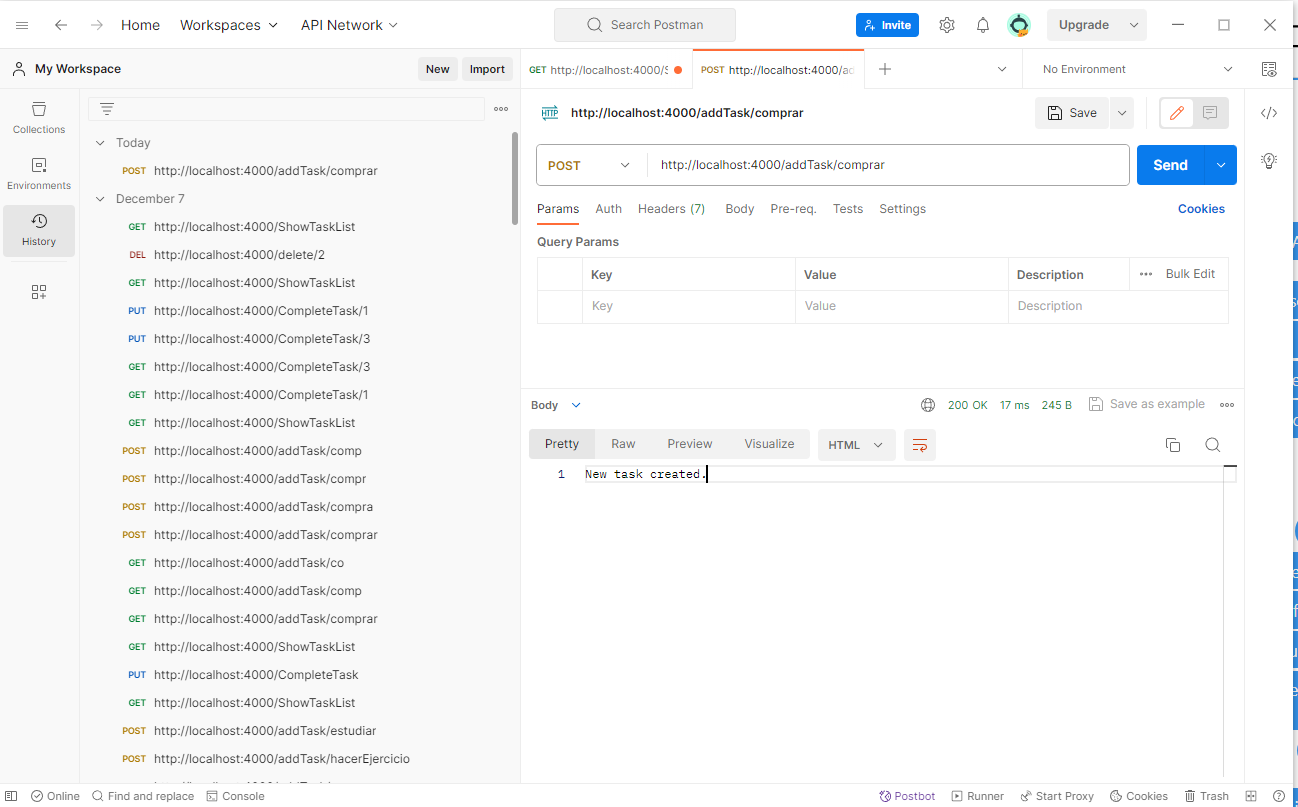 Home Workspaces API Network Search Postman Invite Upgrade
My Workspace New Import
GET http://localhost:4000/S POST http://localhost:4000/ad No Environment
Collections
Environments
History
Today
POST http://localhost:4000/addTask/comprar
December 7
GET http://localhost:4000/ShowTaskList
DEL http://localhost:4000/delete/2
GET http://localhost:4000/ShowTaskList
PUT http://localhost:4000/CompleteTask/1
PUT http://localhost:4000/CompleteTask/3
GET http://localhost:4000/CompleteTask/3
GET http://localhost:4000/CompleteTask/1
GET http://localhost:4000/ShowTaskList
POST http://localhost:4000/addTask/comp
POST http://localhost:4000/addTask/compr
POST http://localhost:4000/addTask/compra
POST http://localhost:4000/addTask/comprar
GET http://localhost:4000/addTask/co
GET http://localhost:4000/addTask/comp
GET http://localhost:4000/addTask/comprar
GET http://localhost:4000/ShowTaskList
PUT http://localhost:4000/CompleteTask
GET http://localhost:4000/ShowTaskList
POST http://localhost:4000/addTask/estudiar
POST http://localhost:4000/addTask/hacerEjercicio
HTTP http://localhost:4000/addTask/comprar Save
POST http://localhost:4000/addTask/comprar Send
Params Auth Headers (7) Body Pre-req. Tests Settings Cookies
Query Params
Key Value Description Bulk Edit
Key Value Description
Body 200 OK 17 ms 245 B Save as example
Pretty Raw Preview Visualize HTML
1 New task created.
Online Find and replace Console Postbot Runner Start Proxy Cookies Trash